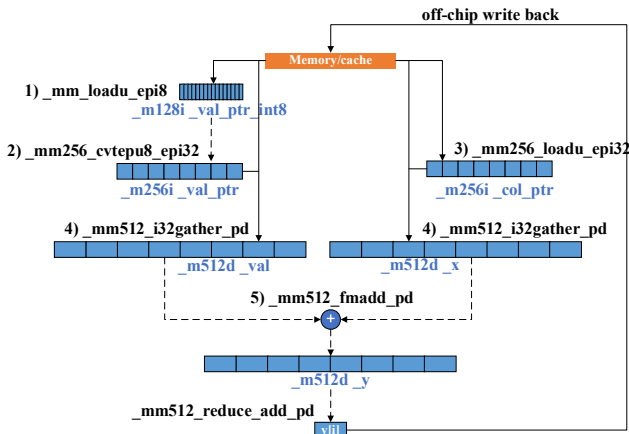 off-chip write back
Memory/cache
1) _mm_loadu_epi8
_m128i _val_ptr_int8
2) _mm256_cvtepu8_epi32
_m256i _val_ptr
3) _mm256_loadu_epi32
_m256i _col_ptr
4) _mm512_i32gather_pd
_m512d _val
4) _mm512_i32gather_pd
_m512d _x
5) _mm512_fmadd_pd
+
_m512d _y
_mm512_reduce_add_pd
y[i]